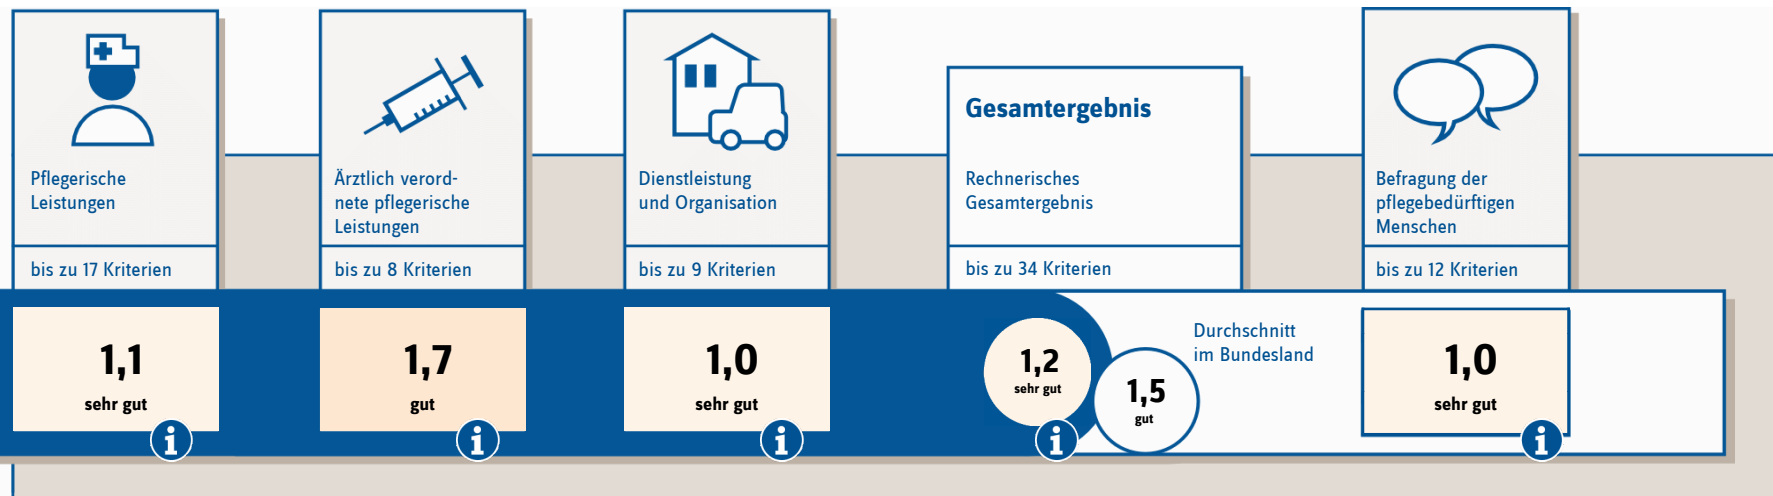 Pflegerische
Leistungen
bis zu 17 Kriterien
1,1
sehr gut
i
Ärztlich verord-
nete pflegerische
Leistungen
bis zu 8 Kriterien
1,7
gut
i
Dienstleistung
und Organisation
bis zu 9 Kriterien
1,0
sehr gut
i
Gesamtergebnis
Rechnerisches
Gesamtergebnis
bis zu 34 Kriterien
1,2
sehr gut
i
1,5
gut
Durchschnitt
im Bundesland
Befragung der
pflegebedürftigen
Menschen
bis zu 12 Kriterien
1,0
sehr gut
i